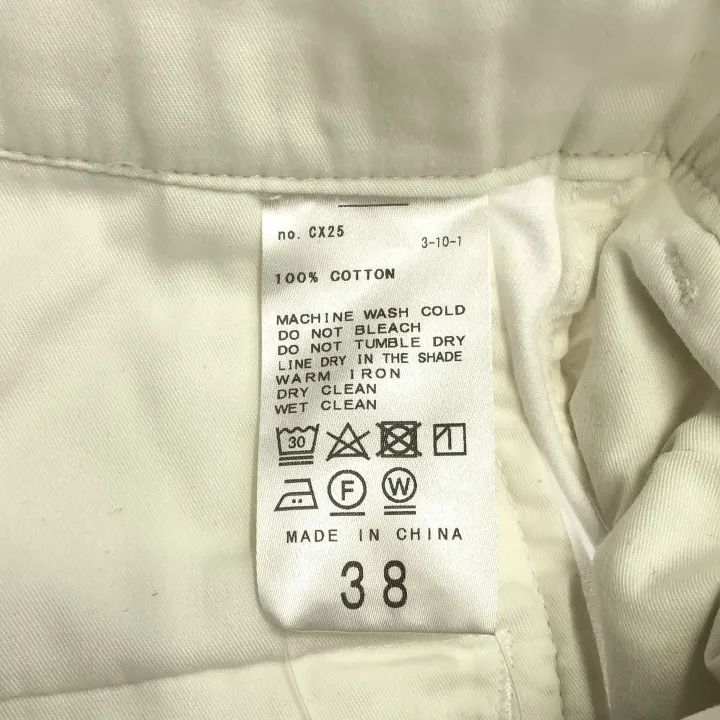 no. CX25
3-10-1
100% COTTON
MACHINE WASH COLD
DO NOT BLEACH
DO NOT TUMBLE DRY
LINE DRY IN THE SHADE
WARM IRON
DRY CLEAN
WET CLEAN
30
F W
MADE IN CHINA
38